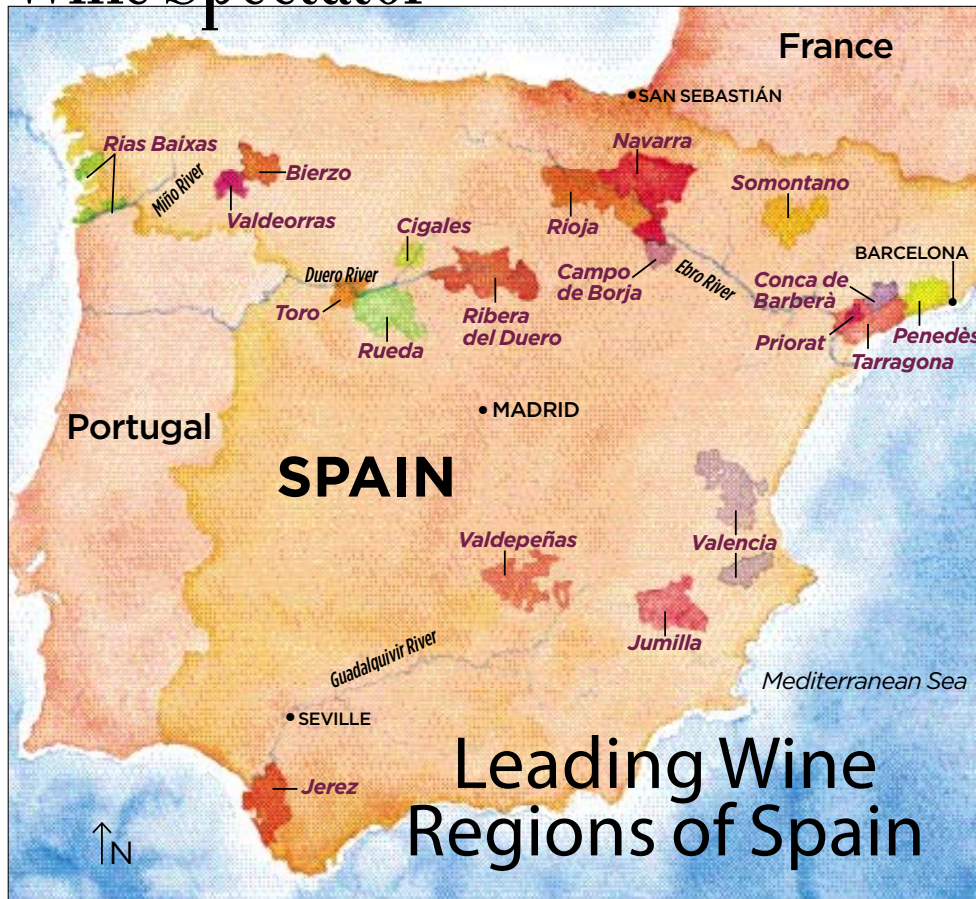 Wine Spectator
France
SAN SEBASTIÁN
Rias Baixas
Navarra
Bierzo
Somontano
Miño River
Valdeorras
Cigales
Rioja
BARCELONA
Duero River
Campo
de Borja
Ebro River
Conca de
Barberà
Toro
Ribera
del Duero
Rueda
Priorat
Penedès
Tarragona
MADRID
Portugal
SPAIN
Valdepeñas
Valencia
Jumilla
Guadalquivir River
Mediterranean Sea
SEVILLE
Leading Wine
Regions of Spain
Jerez
N